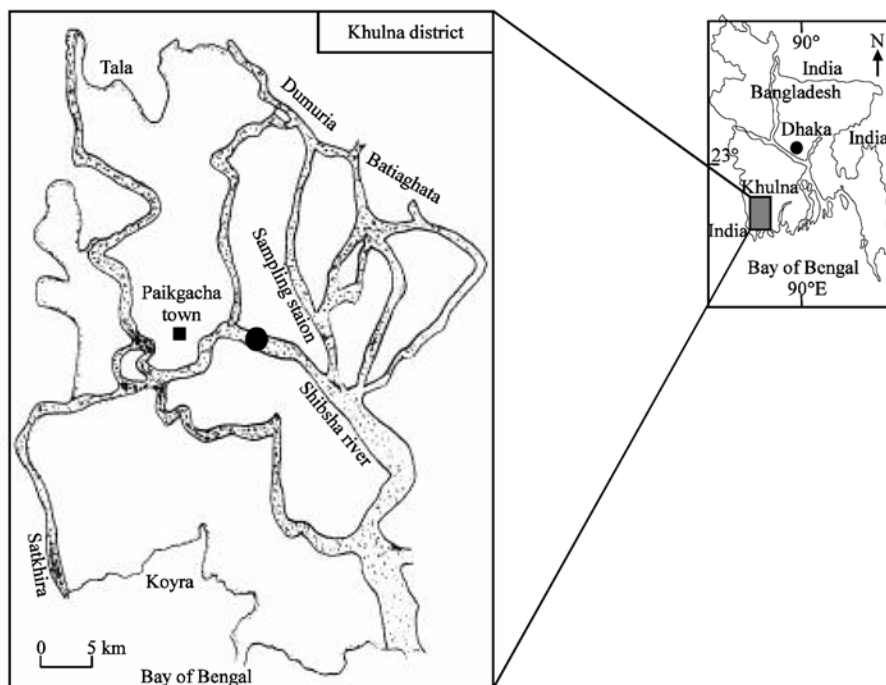 Khulna district
Tala
Dumuria
Batiaghata
Sampling staion
Paikgacha
town
Shibsha river
Satkhira
Koyra
0 5 km
Bay of Bengal
90°
N
India
Bangladesh
Dhaka
India
23°
Khulna
India
Bay of Bengal
90°E